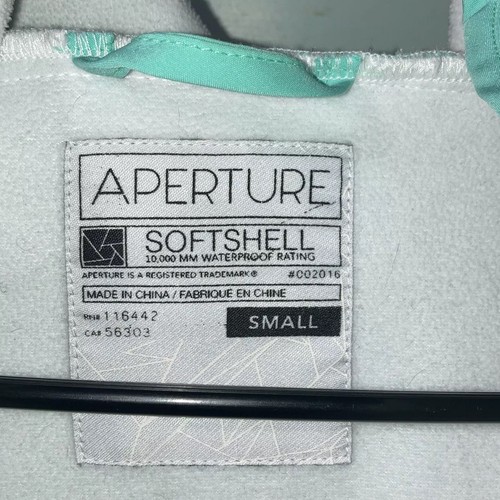 APERTURE
SOFTSHELL
10,000 MM WATERPROOF RATING
APERTURE IS A REGISTERED TRADEMARK® #002016
MADE IN CHINA / FABRIQUE EN CHINE
RN# 116442
CA# 56303
SMALL